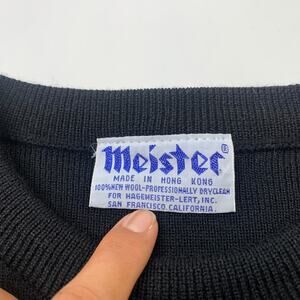 Meister®
MADE IN HONG KONG
100%NEW WOOL-PROFESSIONALLY DRYCLEAN
FOR HAGEMEISTER-LERT, INC.
SAN FRANCISCO, CALIFORNIA.